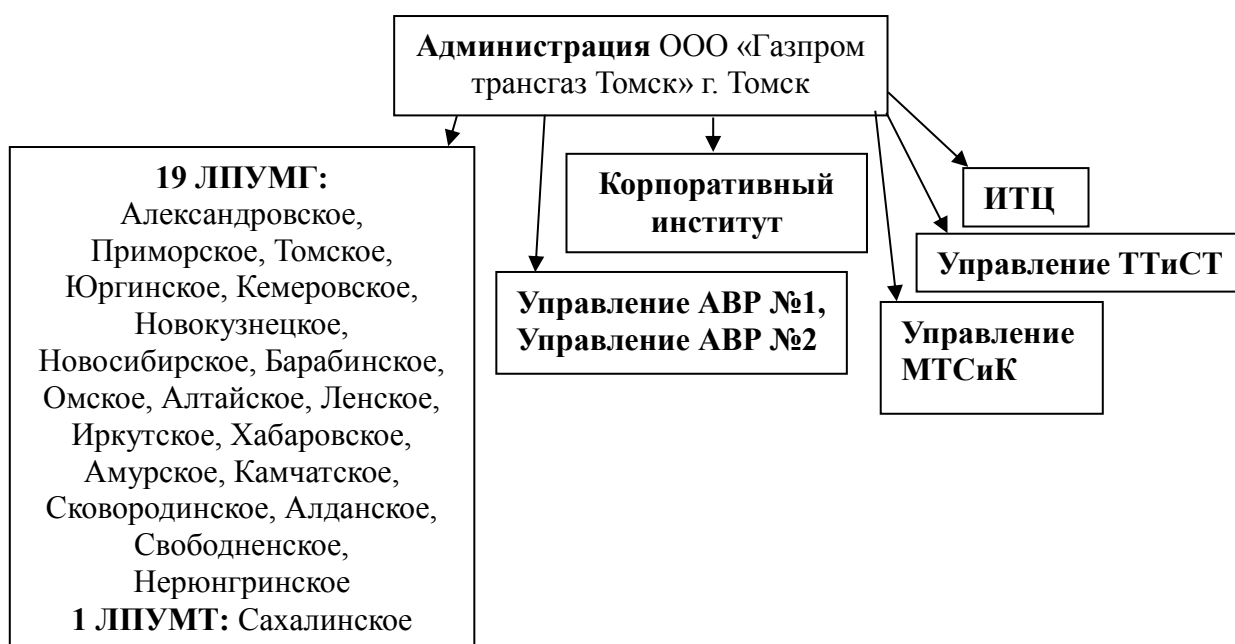 Администрация ООО «Газпром
трансгаз Томск» г. Томск
19 ЛПУМГ:
Александровское,
Приморское, Томское,
Юргинское, Кемеровское,
Новокузнецкое,
Новосибирское, Барабинское,
Омское, Алтайское, Ленское,
Иркутское, Хабаровское,
Амурское, Камчатское,
Сковородинское, Алданское,
Свободненское,
Нерюнгринское
1 ЛПУМТ: Сахалинское
Управление АВР №1,
Управление АВР №2
Корпоративный
институт
Управление
МТСиК
Управление ТТиСТ
ИТЦ